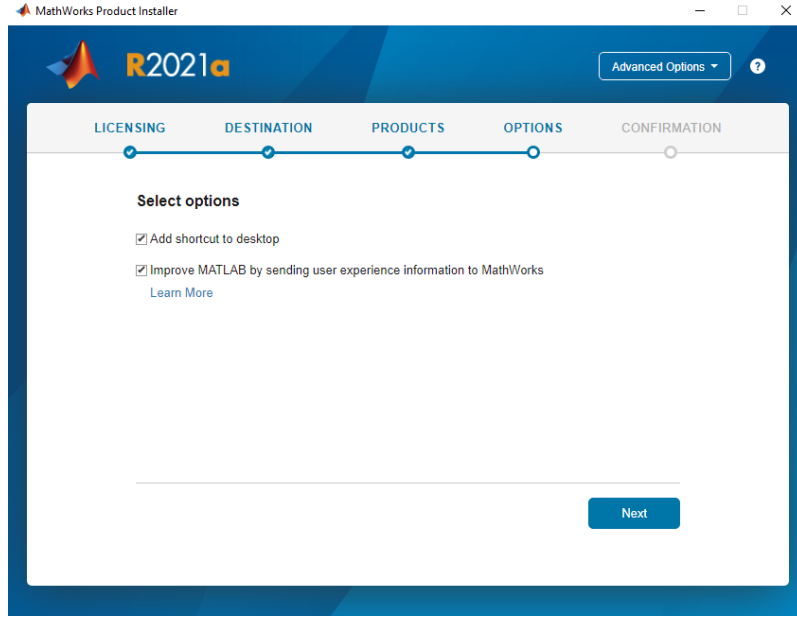 MathWorks Product Installer
R2021a
Advanced Options
?
LICENSING DESTINATION PRODUCTS OPTIONS CONFIRMATION
Select options
Add shortcut to desktop
Improve MATLAB by sending user experience information to MathWorks
Learn More
Next